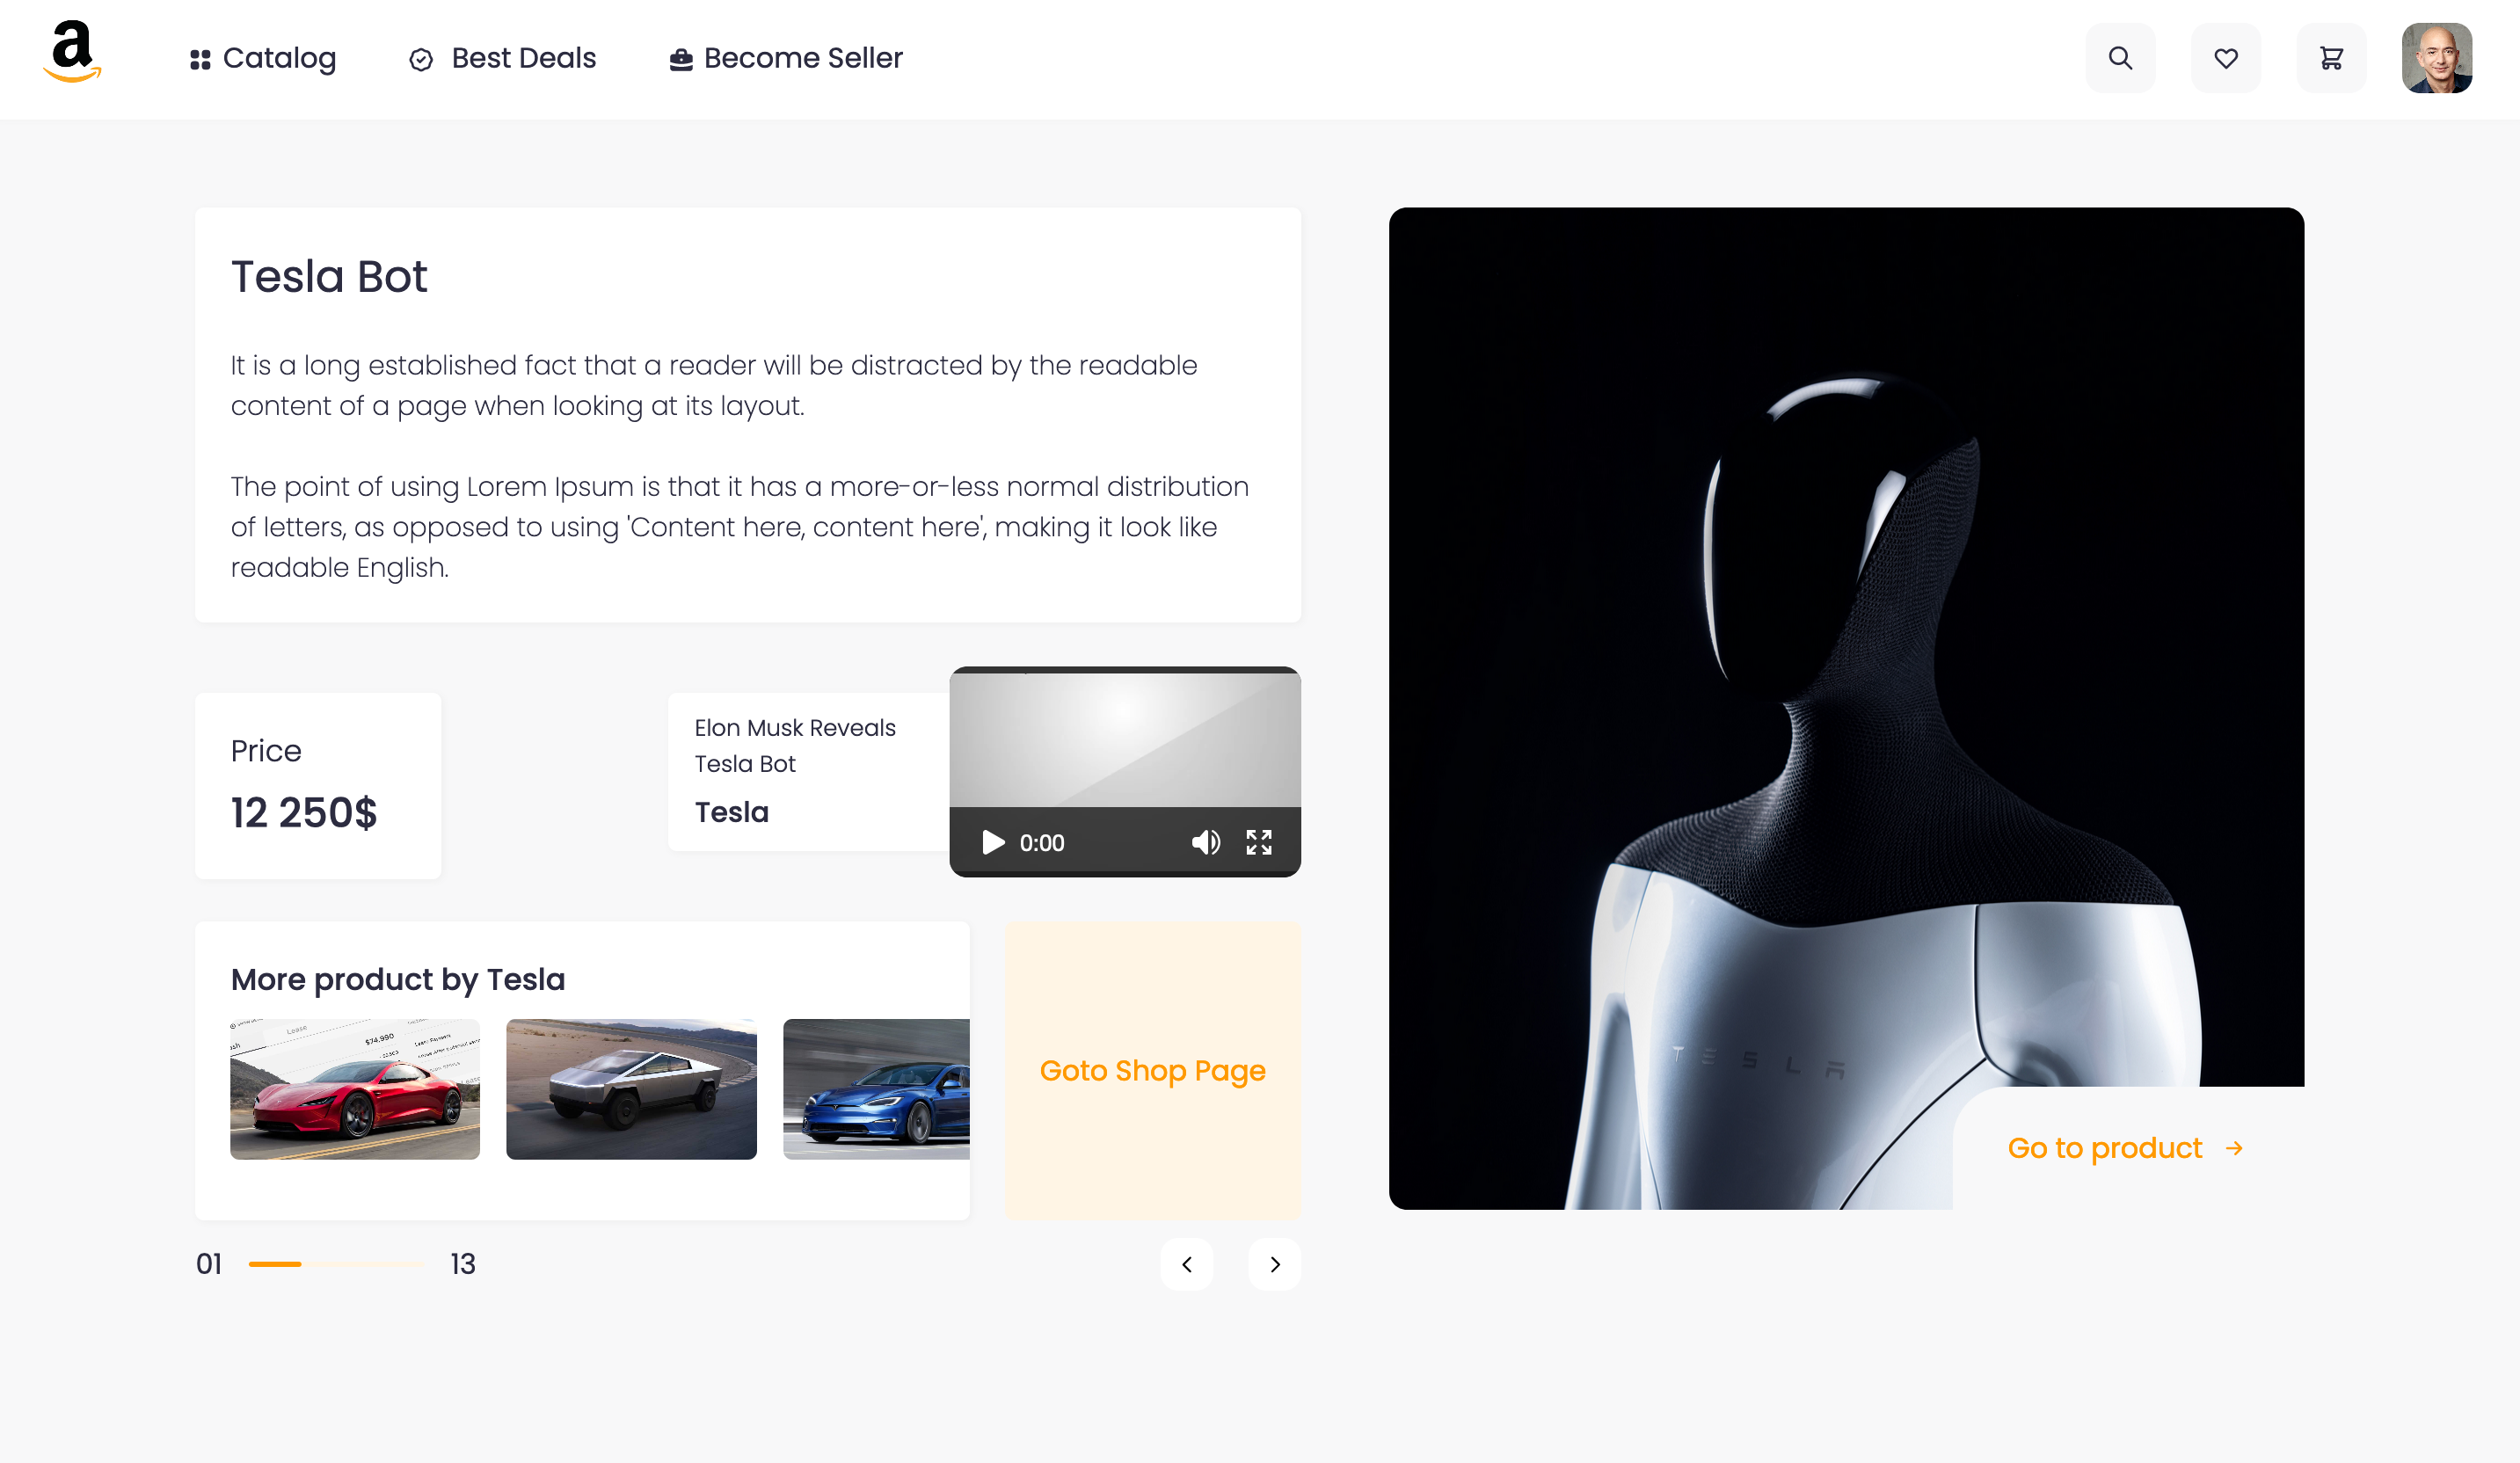 a
Catalog
Best Deals
Become Seller
Tesla Bot
It is a long established fact that a reader will be distracted by the readable
content of a page when looking at its layout.
The point of using Lorem Ipsum is that it has a more-or-less normal distribution
of letters, as opposed to using 'Content here, content here', making it look like
readable English.
Price
12 250$
Elon Musk Reveals
Tesla Bot
Tesla
0:00
More product by Tesla
Lease
$74,990
Goto Shop Page
01
13
TESLA
Go to product